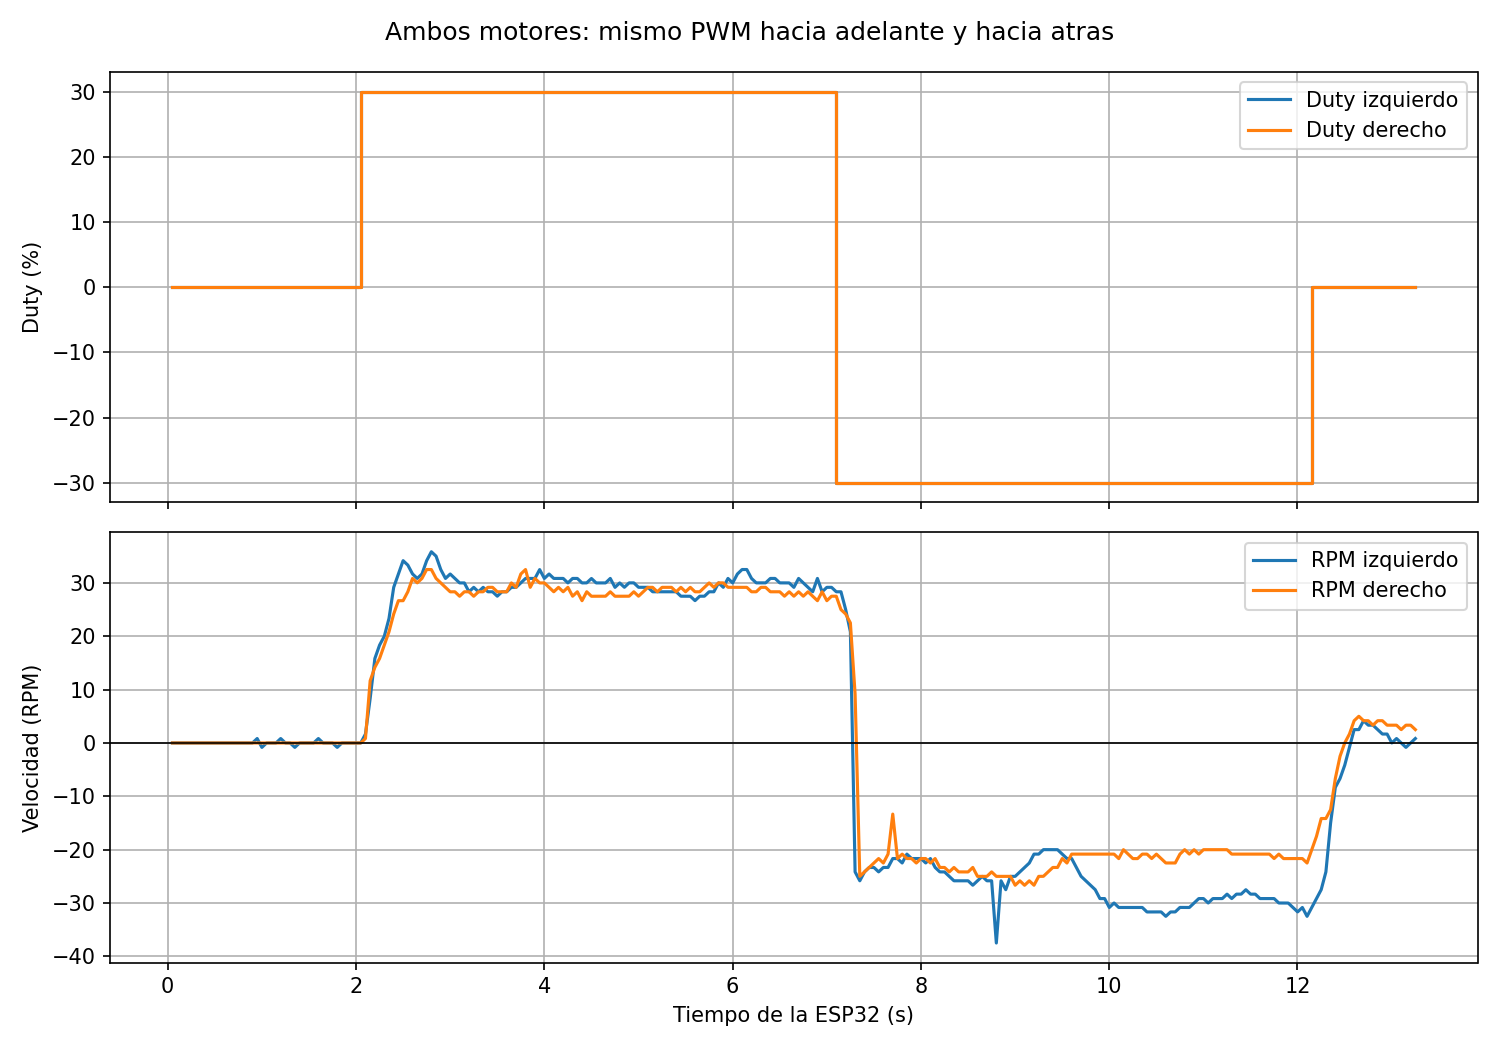 Ambos motores: mismo PWM hacia adelante y hacia atras
Duty (%)
30
20
10
0
−10
−20
−30
Duty izquierdo
Duty derecho
Velocidad (RPM)
30
20
10
0
−10
−20
−30
−40
RPM izquierdo
RPM derecho
0 2 4 6 8 10 12
Tiempo de la ESP32 (s)